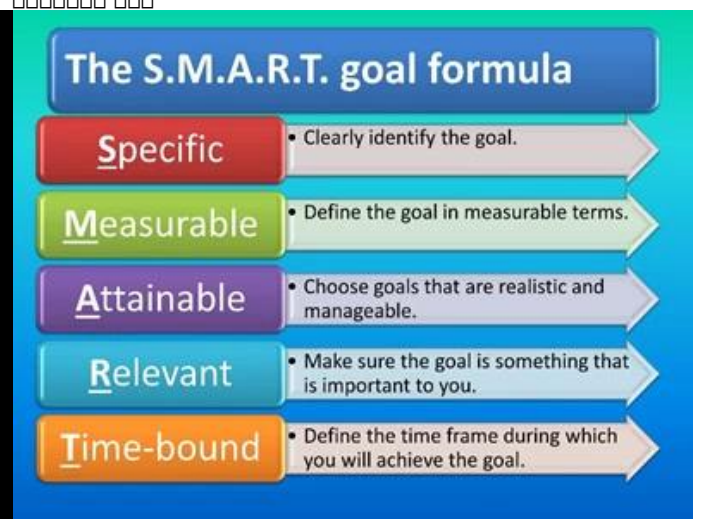 The S.M.A.R.T. goal formula
Specific
• Clearly identify the goal.
Measurable
• Define the goal in measurable terms.
Attainable
• Choose goals that are realistic and
manageable.
Relevant
• Make sure the goal is something that
is important to you.
Time-bound
• Define the time frame during which
you will achieve the goal.